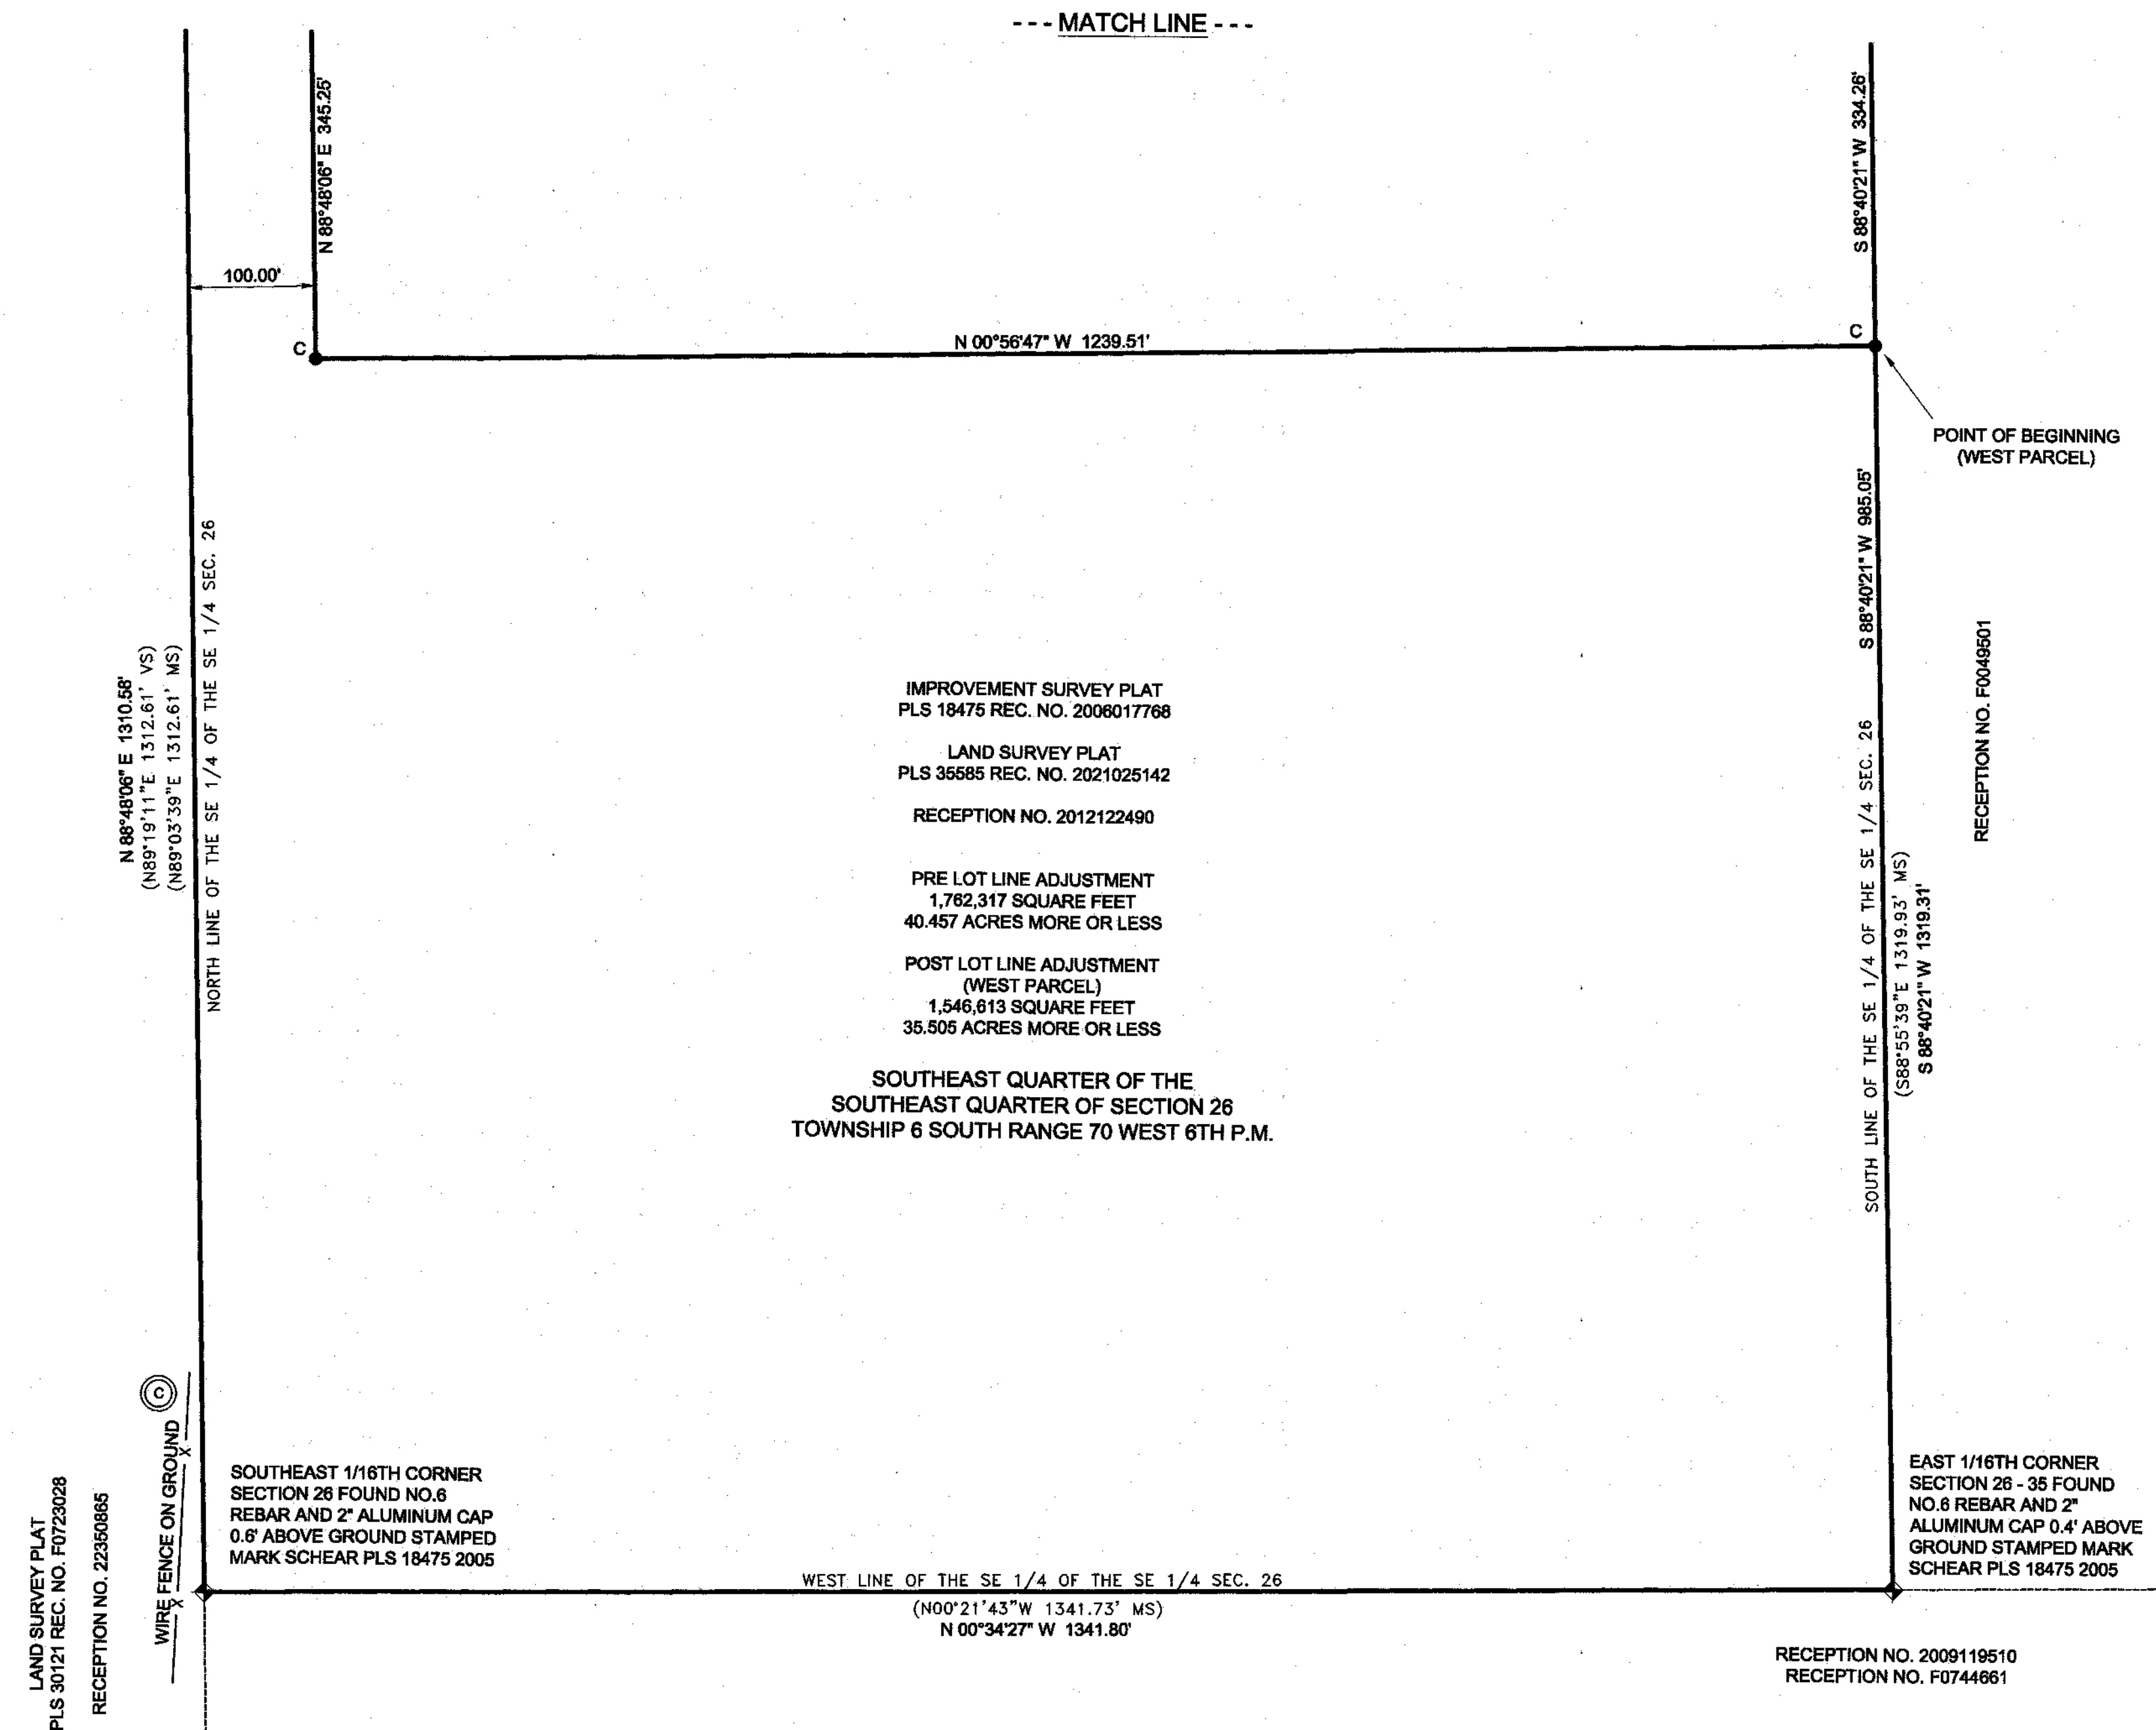 --- MATCH LINE ---
N 88°48'06" E 345.25'
S 88°40'21" W 334.26'
100.00'
C
N 00°56'47" W 1239.51'
C
POINT OF BEGINNING
(WEST PARCEL)
S 88°40'21" W 985.05'
NORTH LINE OF THE SE 1/4 OF THE SE 1/4 SEC. 26
N 88°48'06" E 1310.58'
(N89°19'11"E 1312.61' VS)
(N89°03'39"E 1312.61' MS)
IMPROVEMENT SURVEY PLAT
PLS 18475 REC. NO. 2006017768
LAND SURVEY PLAT
PLS 35585 REC. NO. 2021025142
RECEPTION NO. 2012122490
PRE LOT LINE ADJUSTMENT
1,762,317 SQUARE FEET
40.457 ACRES MORE OR LESS
POST LOT LINE ADJUSTMENT
(WEST PARCEL)
1,546,613 SQUARE FEET
35.505 ACRES MORE OR LESS
SOUTHEAST QUARTER OF THE
SOUTHEAST QUARTER OF SECTION 26
TOWNSHIP 6 SOUTH RANGE 70 WEST 6TH P.M.
SOUTH LINE OF THE SE 1/4 OF THE SE 1/4 SEC. 26
(S88°55'39"E 1319.93' MS)
S 88°40'21" W 1319.31'
RECEPTION NO. F0049501
C
WIRE FENCE ON GROUND
X
X
LAND SURVEY PLAT
PLS 30121 REC. NO. F0723028
RECEPTION NO. 22350865
SOUTHEAST 1/16TH CORNER
SECTION 26 FOUND NO.6
REBAR AND 2" ALUMINUM CAP
0.6' ABOVE GROUND STAMPED
MARK SCHEAR PLS 18475 2005
EAST 1/16TH CORNER
SECTION 26 - 35 FOUND
NO.6 REBAR AND 2"
ALUMINUM CAP 0.4' ABOVE
GROUND STAMPED MARK
SCHEAR PLS 18475 2005
WEST LINE OF THE SE 1/4 OF THE SE 1/4 SEC. 26
(N00°21'43"W 1341.73' MS)
N 00°34'27" W 1341.80'
RECEPTION NO. 2009119510
RECEPTION NO. F0744661